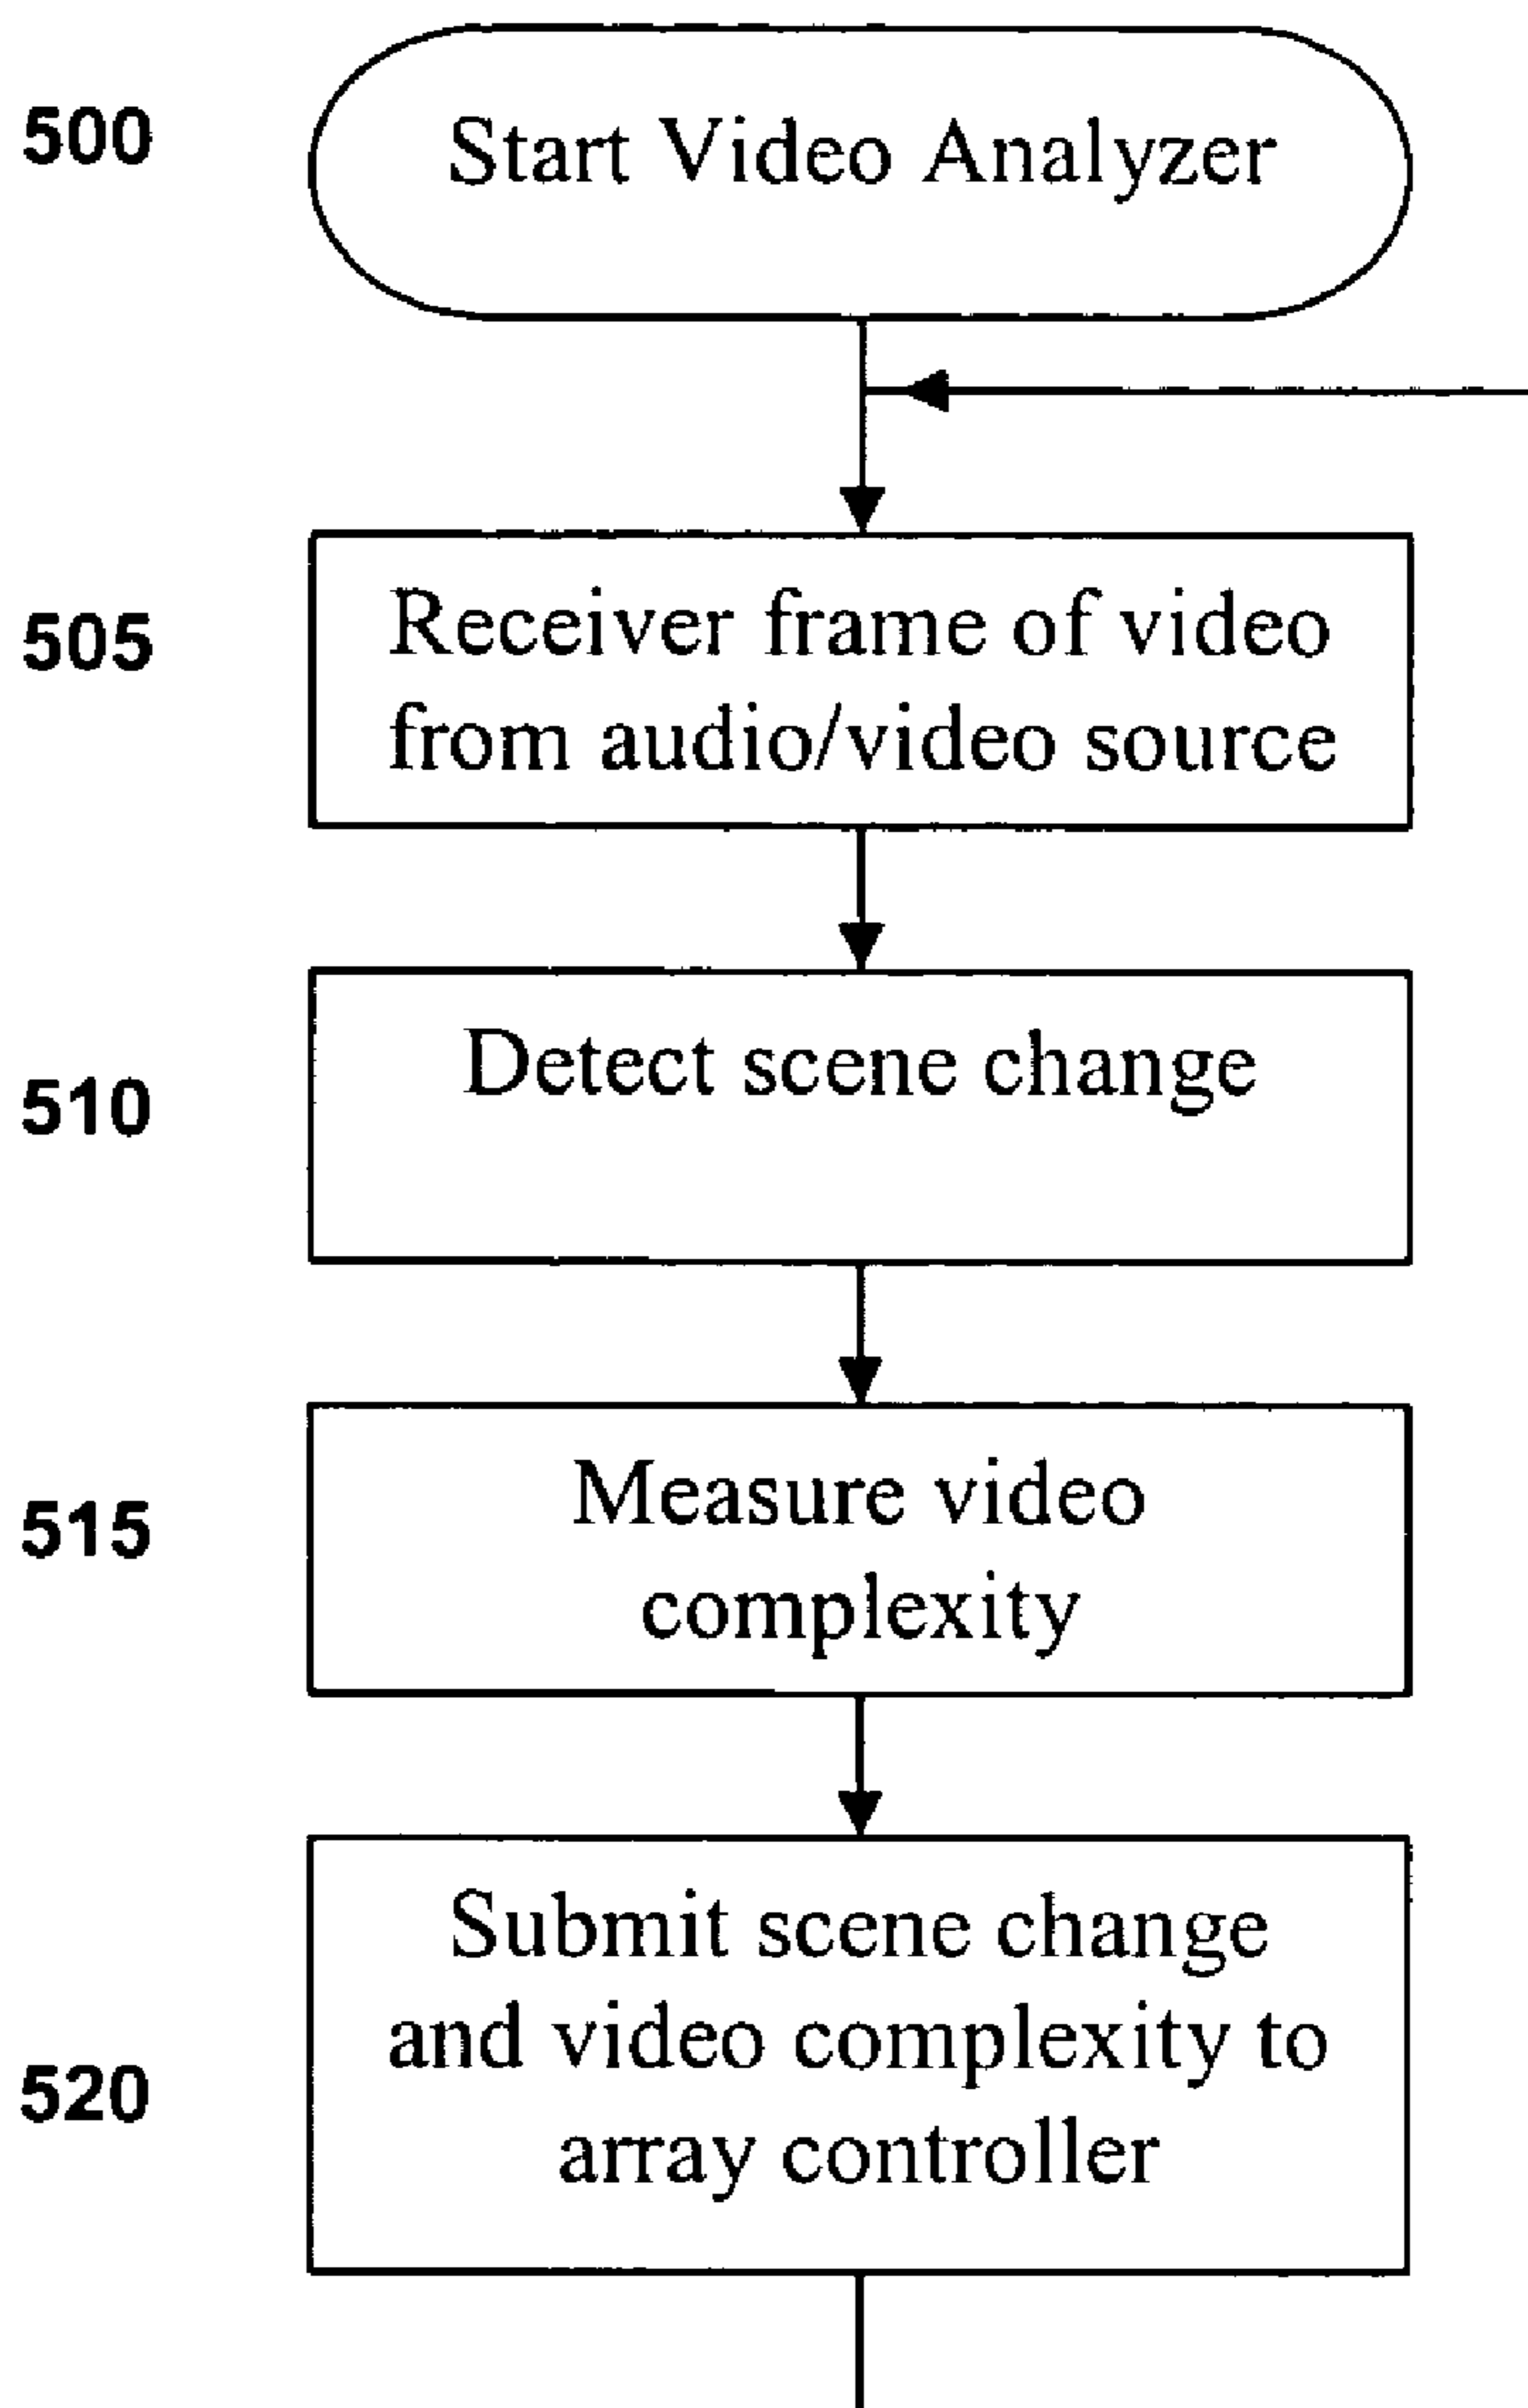 500
Start Video Analyzer
505
Receiver frame of video
from audio/video source
510
Detect scene change
515
Measure video
complexity
520
Submit scene change
and video complexity to
array controller